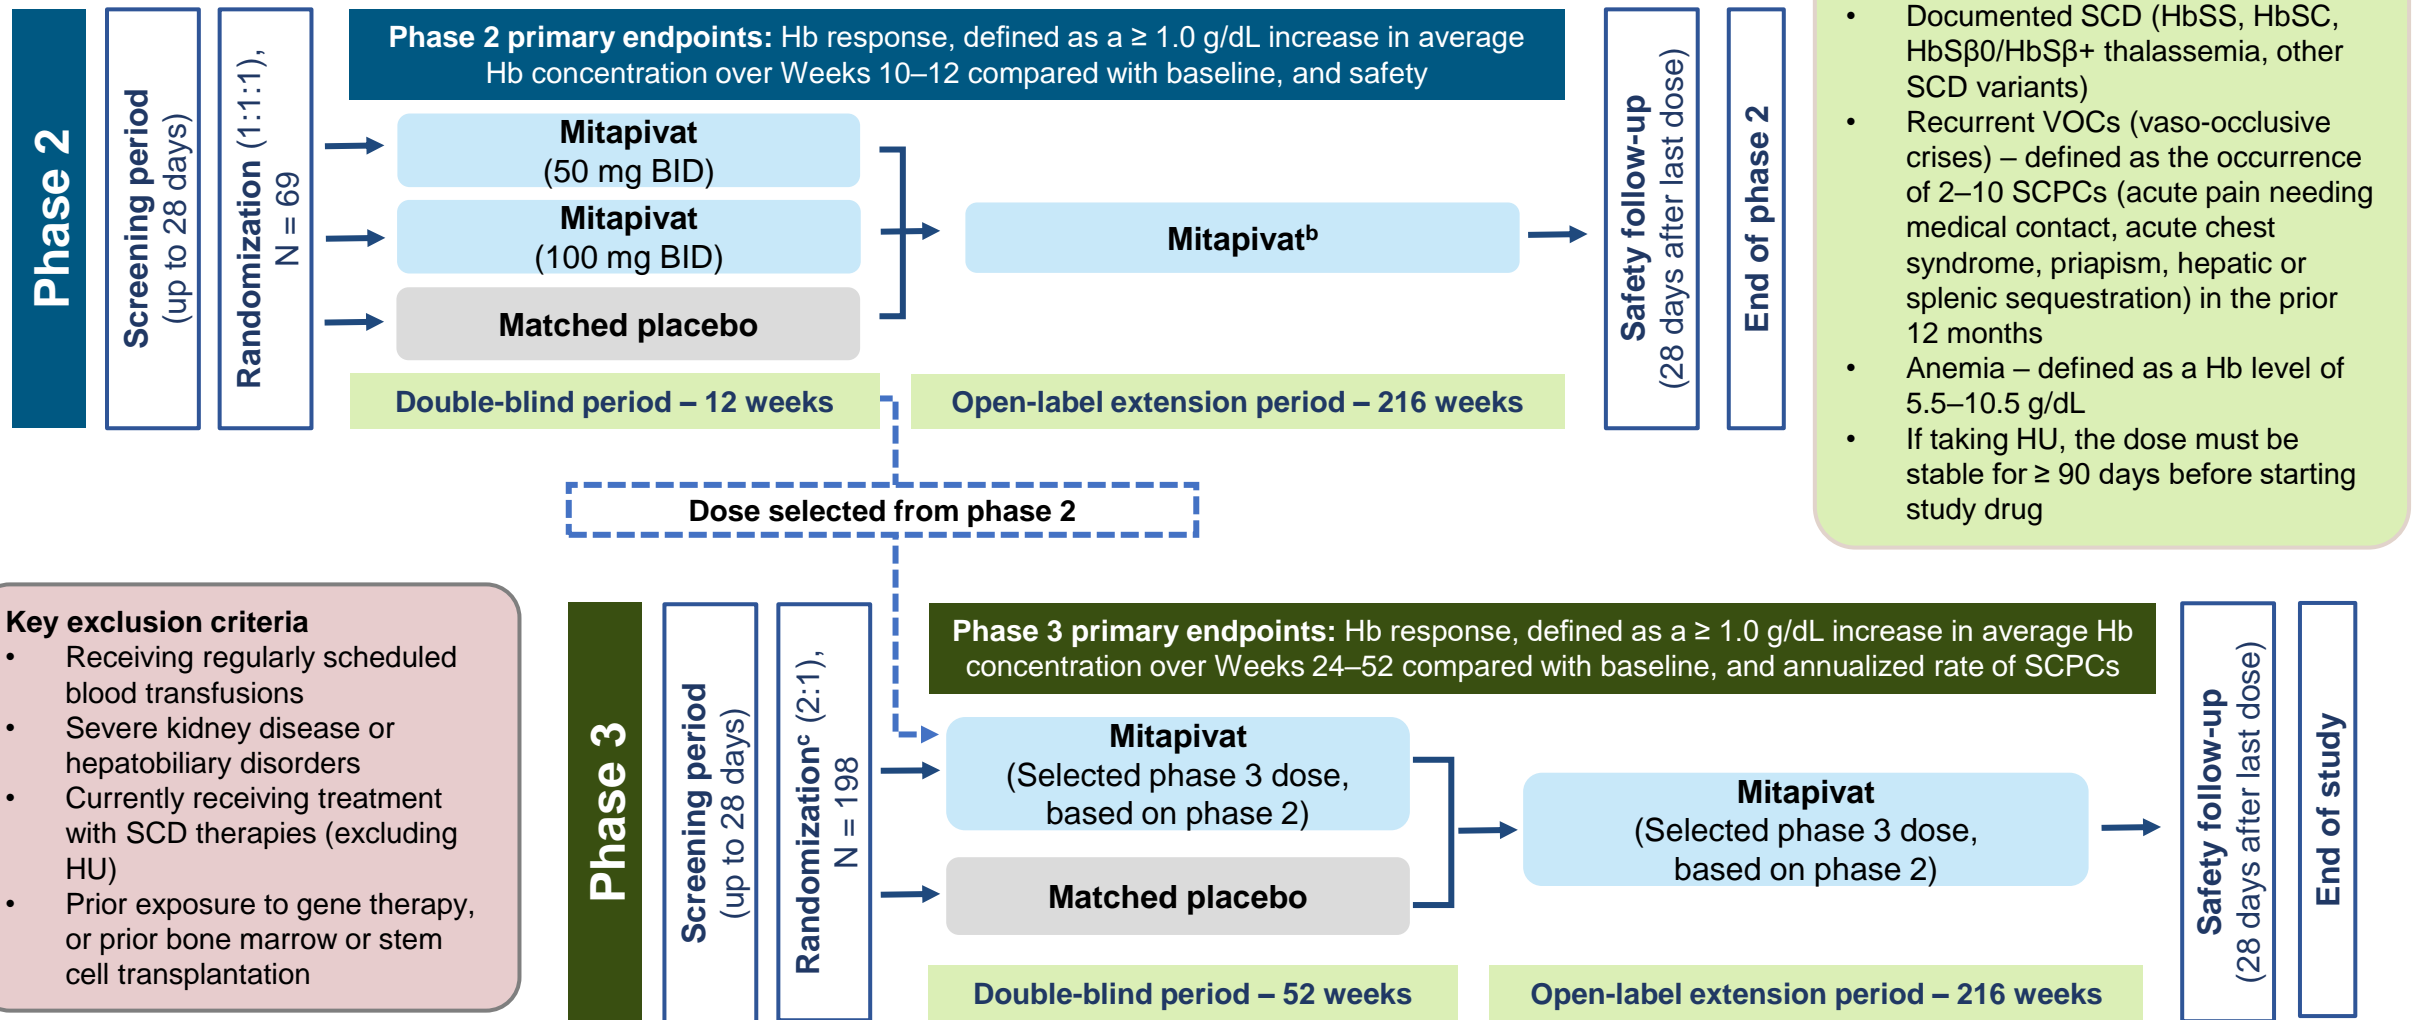 Phase 2
Screening period
(up to 28 days)
Randomization (1:1:1),
N = 69
Phase 2 primary endpoints: Hb response, defined as a ≥ 1.0 g/dL increase in average
Hb concentration over Weeks 10–12 compared with baseline, and safety
Mitapivat
(50 mg BID)
Mitapivat
(100 mg BID)
Matched placebo
Mitapivatᵇ
Double-blind period – 12 weeks
Open-label extension period – 216 weeks
Safety follow-up
(28 days after last dose)
End of phase 2
• Documented SCD (HbSS, HbSC,
HbSβ0/HbSβ+ thalassemia, other
SCD variants)
• Recurrent VOCs (vaso-occlusive
crises) – defined as the occurrence
of 2–10 SCPCs (acute pain needing
medical contact, acute chest
syndrome, priapism, hepatic or
splenic sequestration) in the prior
12 months
• Anemia – defined as a Hb level of
5.5–10.5 g/dL
• If taking HU, the dose must be
stable for ≥ 90 days before starting
study drug
Dose selected from phase 2
Key exclusion criteria
• Receiving regularly scheduled
blood transfusions
• Severe kidney disease or
hepatobiliary disorders
• Currently receiving treatment
with SCD therapies (excluding
HU)
• Prior exposure to gene therapy,
or prior bone marrow or stem
cell transplantation
Phase 3
Screening period
(up to 28 days)
Randomizationᶜ (2:1),
N = 198
Phase 3 primary endpoints: Hb response, defined as a ≥ 1.0 g/dL increase in average Hb
concentration over Weeks 24–52 compared with baseline, and annualized rate of SCPCs
Mitapivat
(Selected phase 3 dose,
based on phase 2)
Matched placebo
Mitapivat
(Selected phase 3 dose,
based on phase 2)
Double-blind period – 52 weeks
Open-label extension period – 216 weeks
Safety follow-up
(28 days after last dose)
End of study